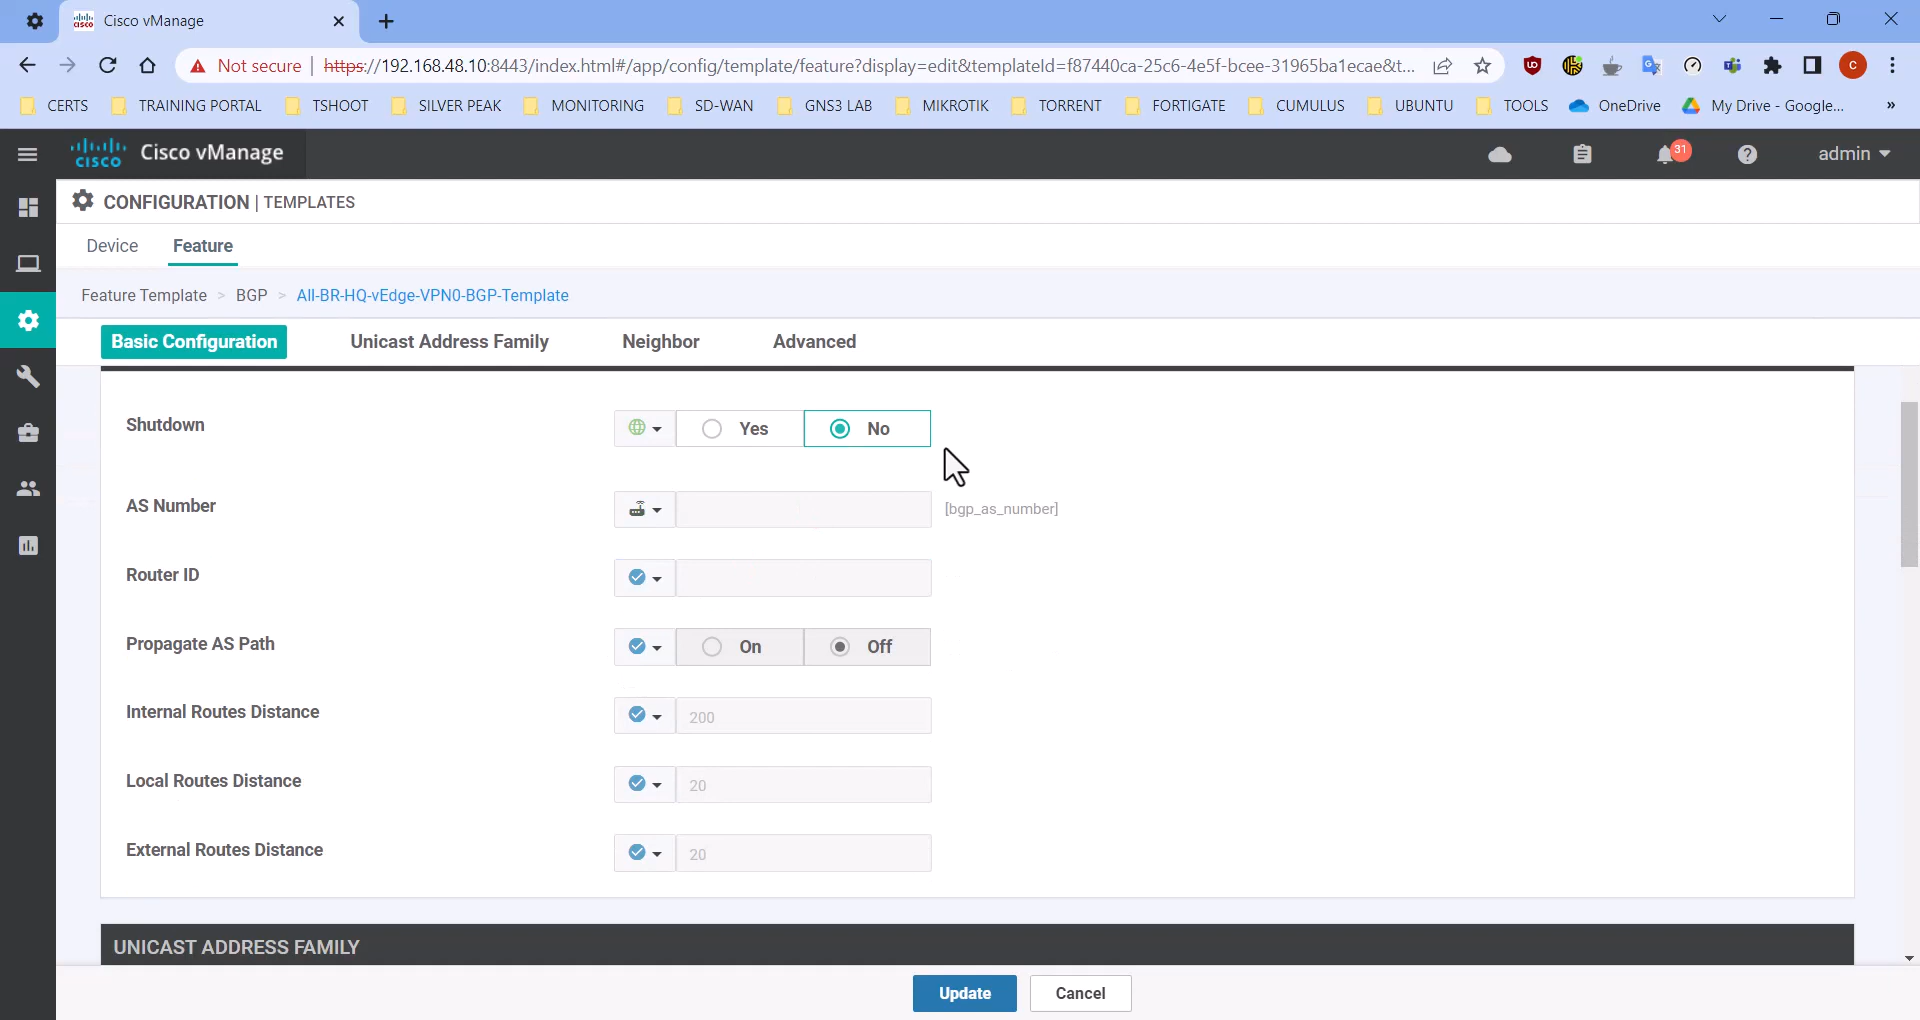 Cisco vManage
Not secure | https://192.168.48.10:8443/index.html#/app/config/template/feature?display=edit&templateId=f87440ca-25c6-4e5f-bcee-31965ba1ecae&t...
C
CERTS TRAINING PORTAL TSHOOT SILVER PEAK MONITORING SD-WAN GNS3 LAB MIKROTIK TORRENT FORTIGATE CUMULUS UBUNTU TOOLS OneDrive My Drive - Google... »
cisco Cisco vManage 31 admin
CONFIGURATION | TEMPLATES
Device Feature
Feature Template > BGP > All-BR-HQ-vEdge-VPN0-BGP-Template
Basic Configuration Unicast Address Family Neighbor Advanced
Shutdown Yes No
AS Number [bgp_as_number]
Router ID
Propagate AS Path On Off
Internal Routes Distance 200
Local Routes Distance 20
External Routes Distance 20
UNICAST ADDRESS FAMILY
Update Cancel